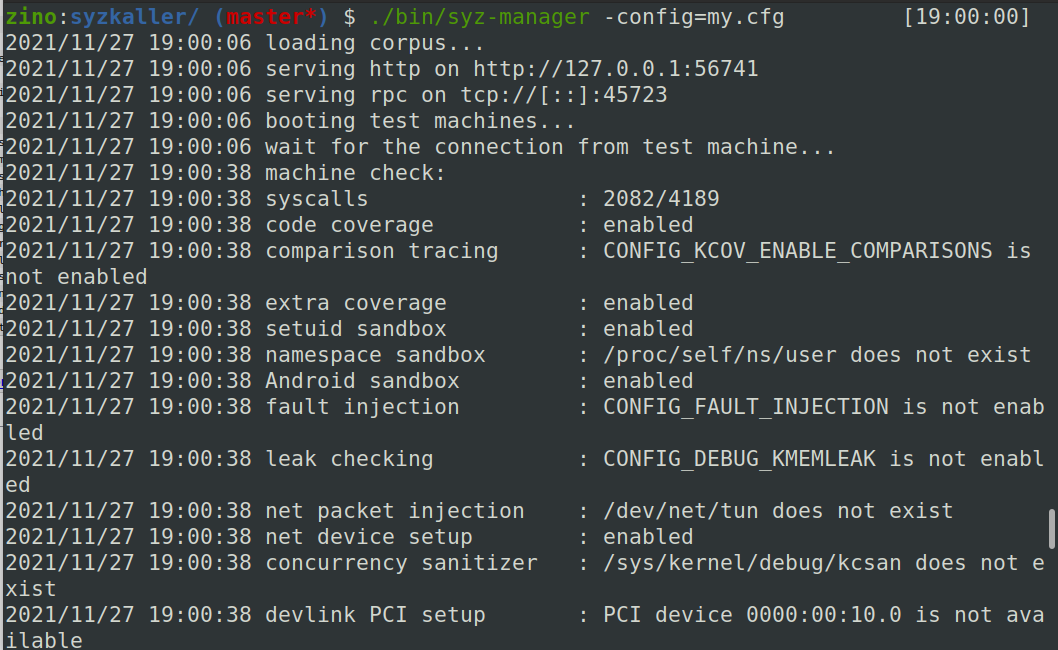 zino:syzkaller/ (master*) $ ./bin/syz-manager -config=my.cfg [19:00:00]
2021/11/27 19:00:06 loading corpus...
2021/11/27 19:00:06 serving http on http://127.0.0.1:56741
2021/11/27 19:00:06 serving rpc on tcp://[::]:45723
2021/11/27 19:00:06 booting test machines...
2021/11/27 19:00:06 wait for the connection from test machine...
2021/11/27 19:00:38 machine check:
2021/11/27 19:00:38 syscalls : 2082/4189
2021/11/27 19:00:38 code coverage : enabled
2021/11/27 19:00:38 comparison tracing : CONFIG_KCOV_ENABLE_COMPARISONS is
not enabled
2021/11/27 19:00:38 extra coverage : enabled
2021/11/27 19:00:38 setuid sandbox : enabled
2021/11/27 19:00:38 namespace sandbox : /proc/self/ns/user does not exist
2021/11/27 19:00:38 Android sandbox : enabled
2021/11/27 19:00:38 fault injection : CONFIG_FAULT_INJECTION is not enab
led
2021/11/27 19:00:38 leak checking : CONFIG_DEBUG_KMEMLEAK is not enabl
ed
2021/11/27 19:00:38 net packet injection : /dev/net/tun does not exist
2021/11/27 19:00:38 net device setup : enabled
2021/11/27 19:00:38 concurrency sanitizer : /sys/kernel/debug/kcsan does not e
xist
2021/11/27 19:00:38 devlink PCI setup : PCI device 0000:00:10.0 is not ava
ilable